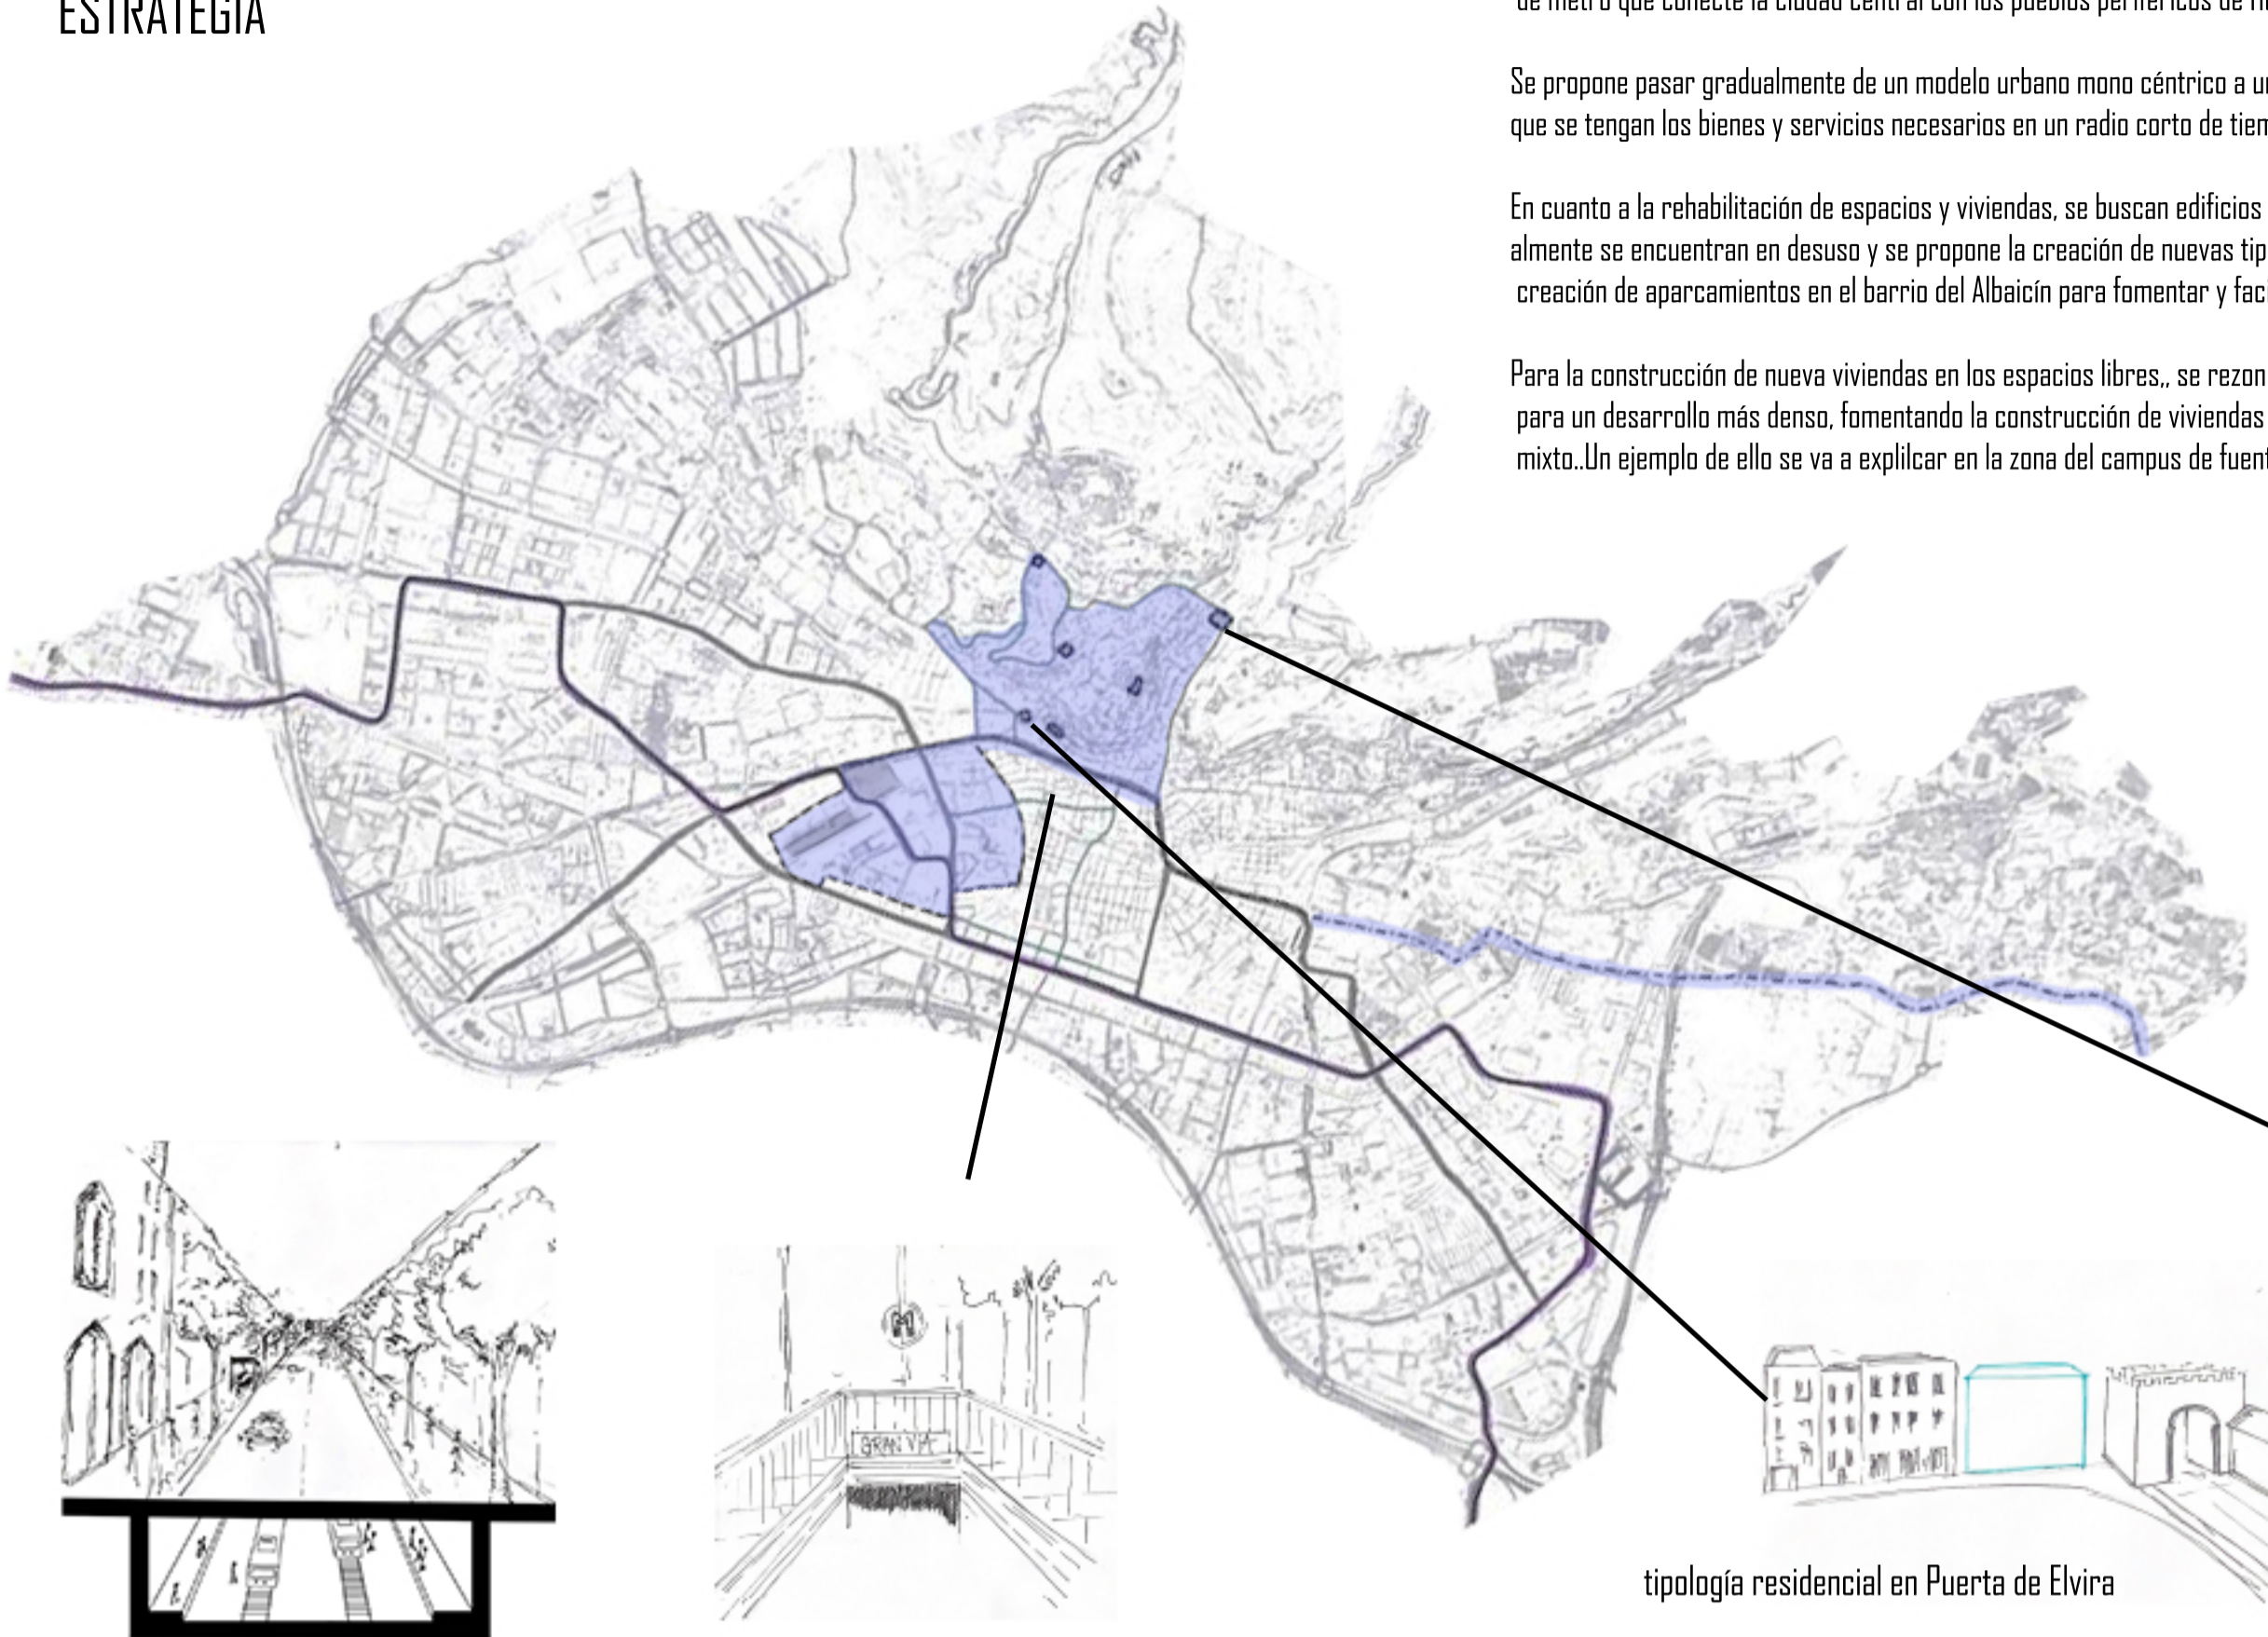 ESTRATEGIA
de metro que conecte la ciudad central con los pueblos periféricos de
Se propone pasar gradualmente de un modelo urbano mono céntrico a
que se tengan los bienes y servicios necesarios en un radio corto de
En cuanto a la rehabilitación de espacios y viviendas, se buscan edificios
almente se encuentran en desuso y se propone la creación de nuevas
creación de aparcamientos en el barrio del Albaicín para fomentar y
Para la construcción de nueva viviendas en los espacios libres,, se
para un desarrollo más denso, fomentando la construcción de viviendas
mixto..Un ejemplo de ello se va a explilcar en la zona del campus de
M
GRAN VIA
tipología residencial en Puerta de Elvira